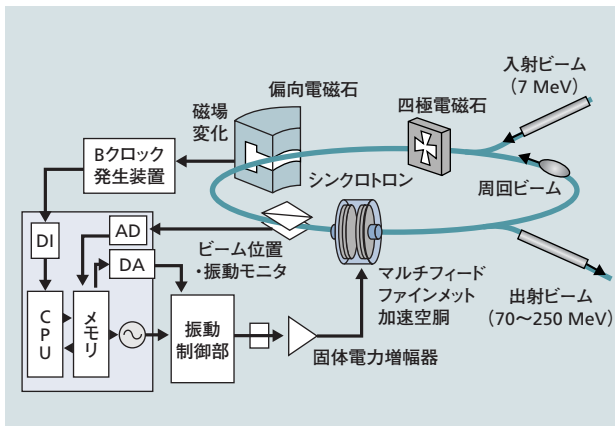 入射ビーム
(7 MeV)
偏向電磁石
四極電磁石
磁場
変化
Bクロック
発生装置
シンクロトロン
周回ビーム
DI
AD
DA
ビーム位置
・振動モニタ
マルチフィード
ファインメット
加速空胴
出射ビーム
(70〜250 MeV)
CPU
メモリ
振動
制御部
固体電力増幅器